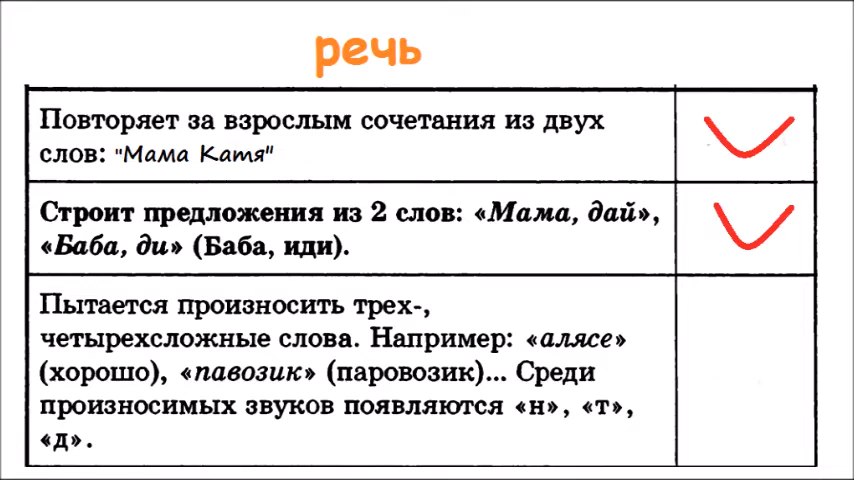 речь
Повторяет за взрослым сочетания из двух
слов: "Мама Катя"
Строит предложения из 2 слов: «Мама, дай»,
«Баба, ди» (Баба, иди).
Пытается произносить трех-,
четырехсложные слова. Например: «алясе»
(хорошо), «павозик» (паровозик)... Среди
произносимых звуков появляются «н», «т»,
«д».